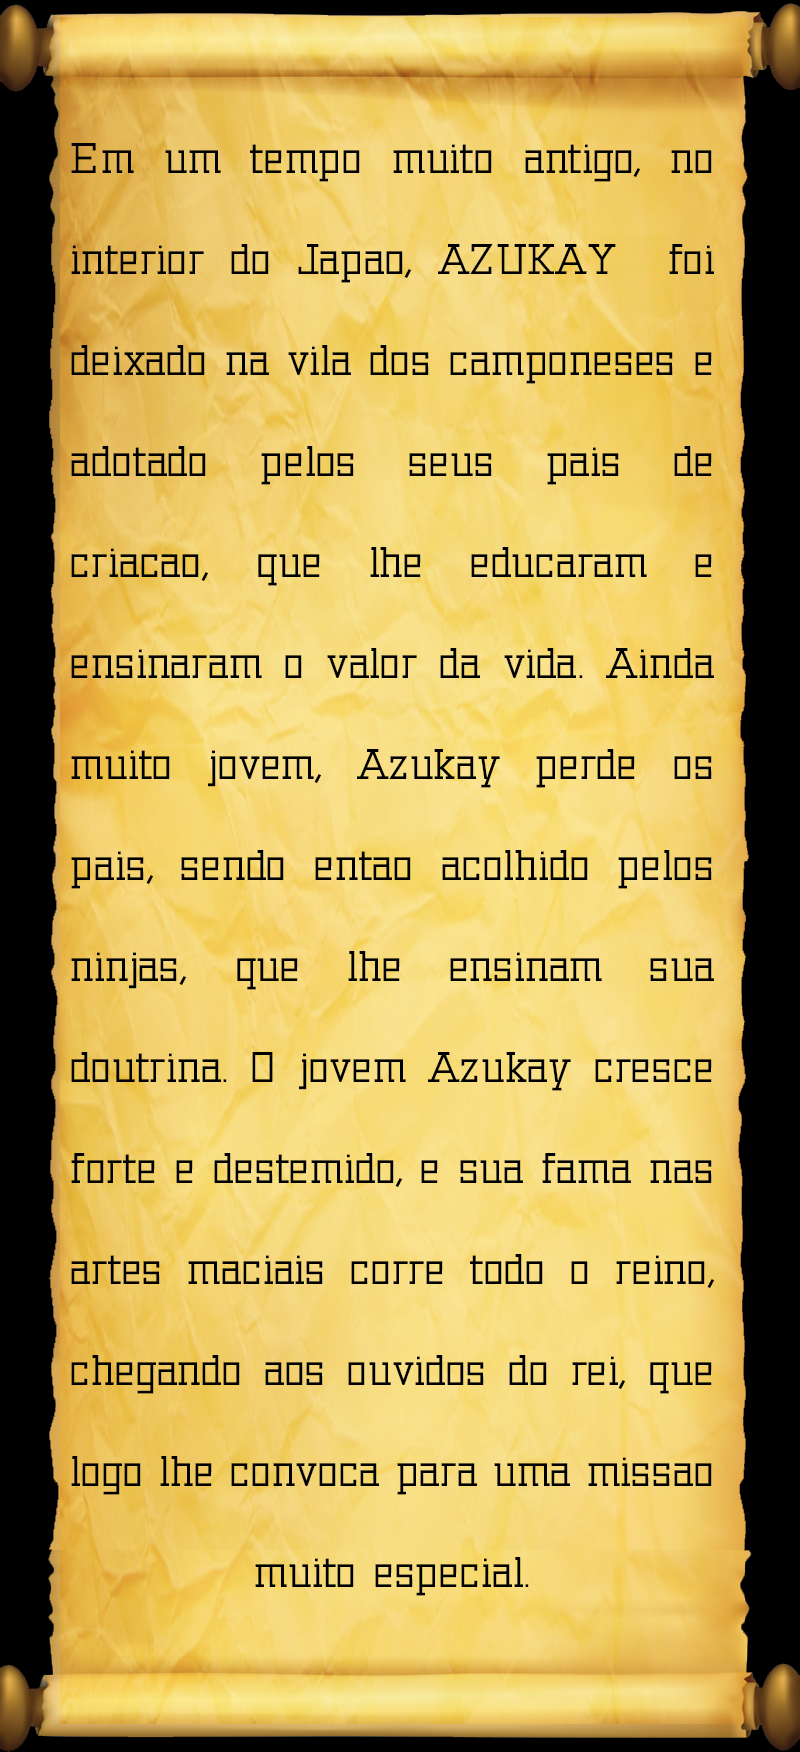 Em um tempo muito antigo, no
interior do Japao, AZUKAY foi
deixado na vila dos camponeses e
adotado pelos seus pais de
criacao, que lhe educaram e
ensinaram o valor da vida. Ainda
muito jovem, Azukay perde os
pais, sendo entao acolhido pelos
ninjas, que lhe ensinam sua
doutrina. O jovem Azukay cresce
forte e destemido, e sua fama nas
artes maciais corre todo o reino,
chegando aos ouvidos do rei, que
logo lhe convoca para uma missao
muito especial.